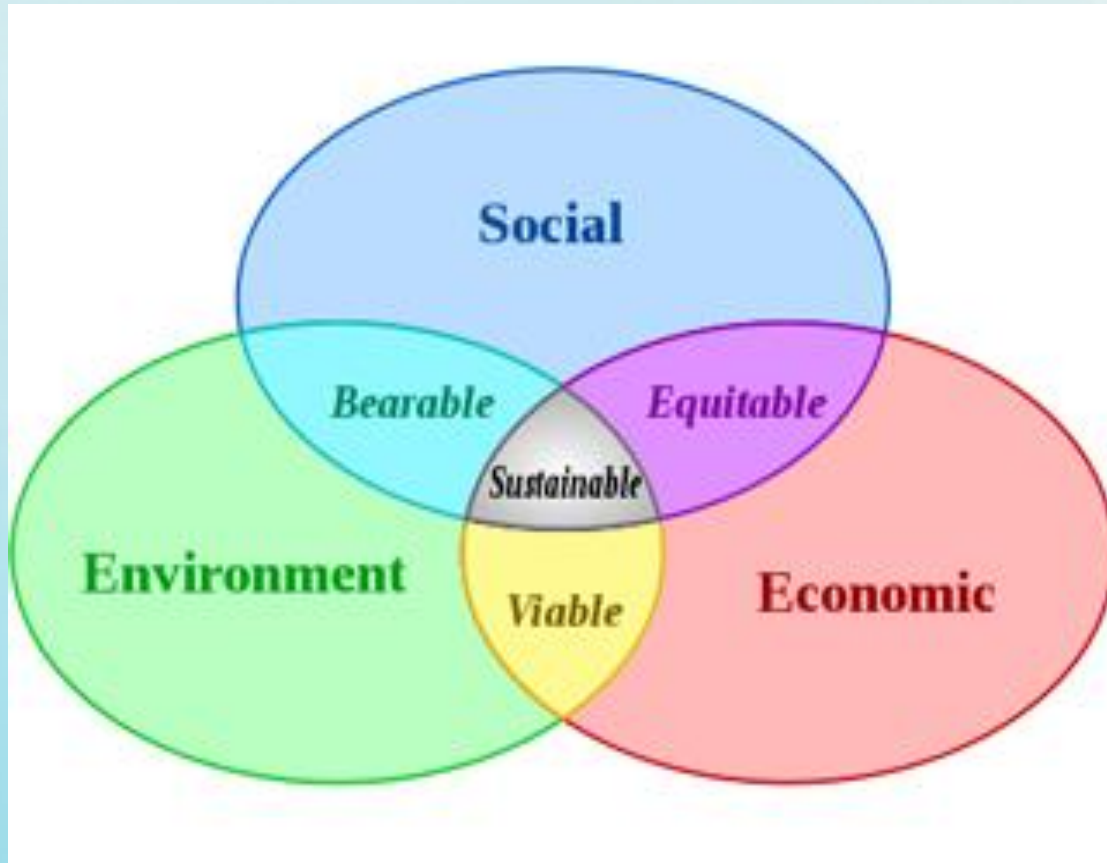 Social
Bearable
Equitable
Sustainable
Environment
Economic
Viable